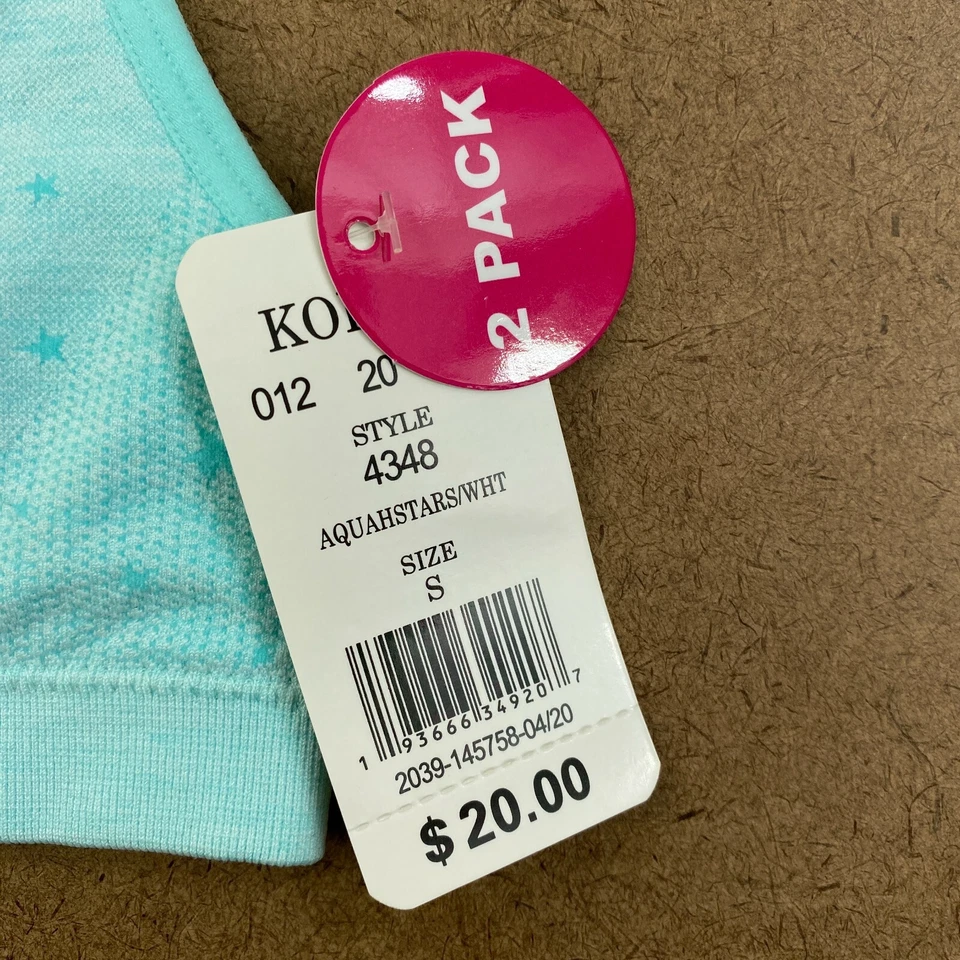 2 PACK
012 20
STYLE
4348
AQUAHSTARS/WHT
SIZE
S
1 93666 34920 7
2039-145758-04/20
$20.00